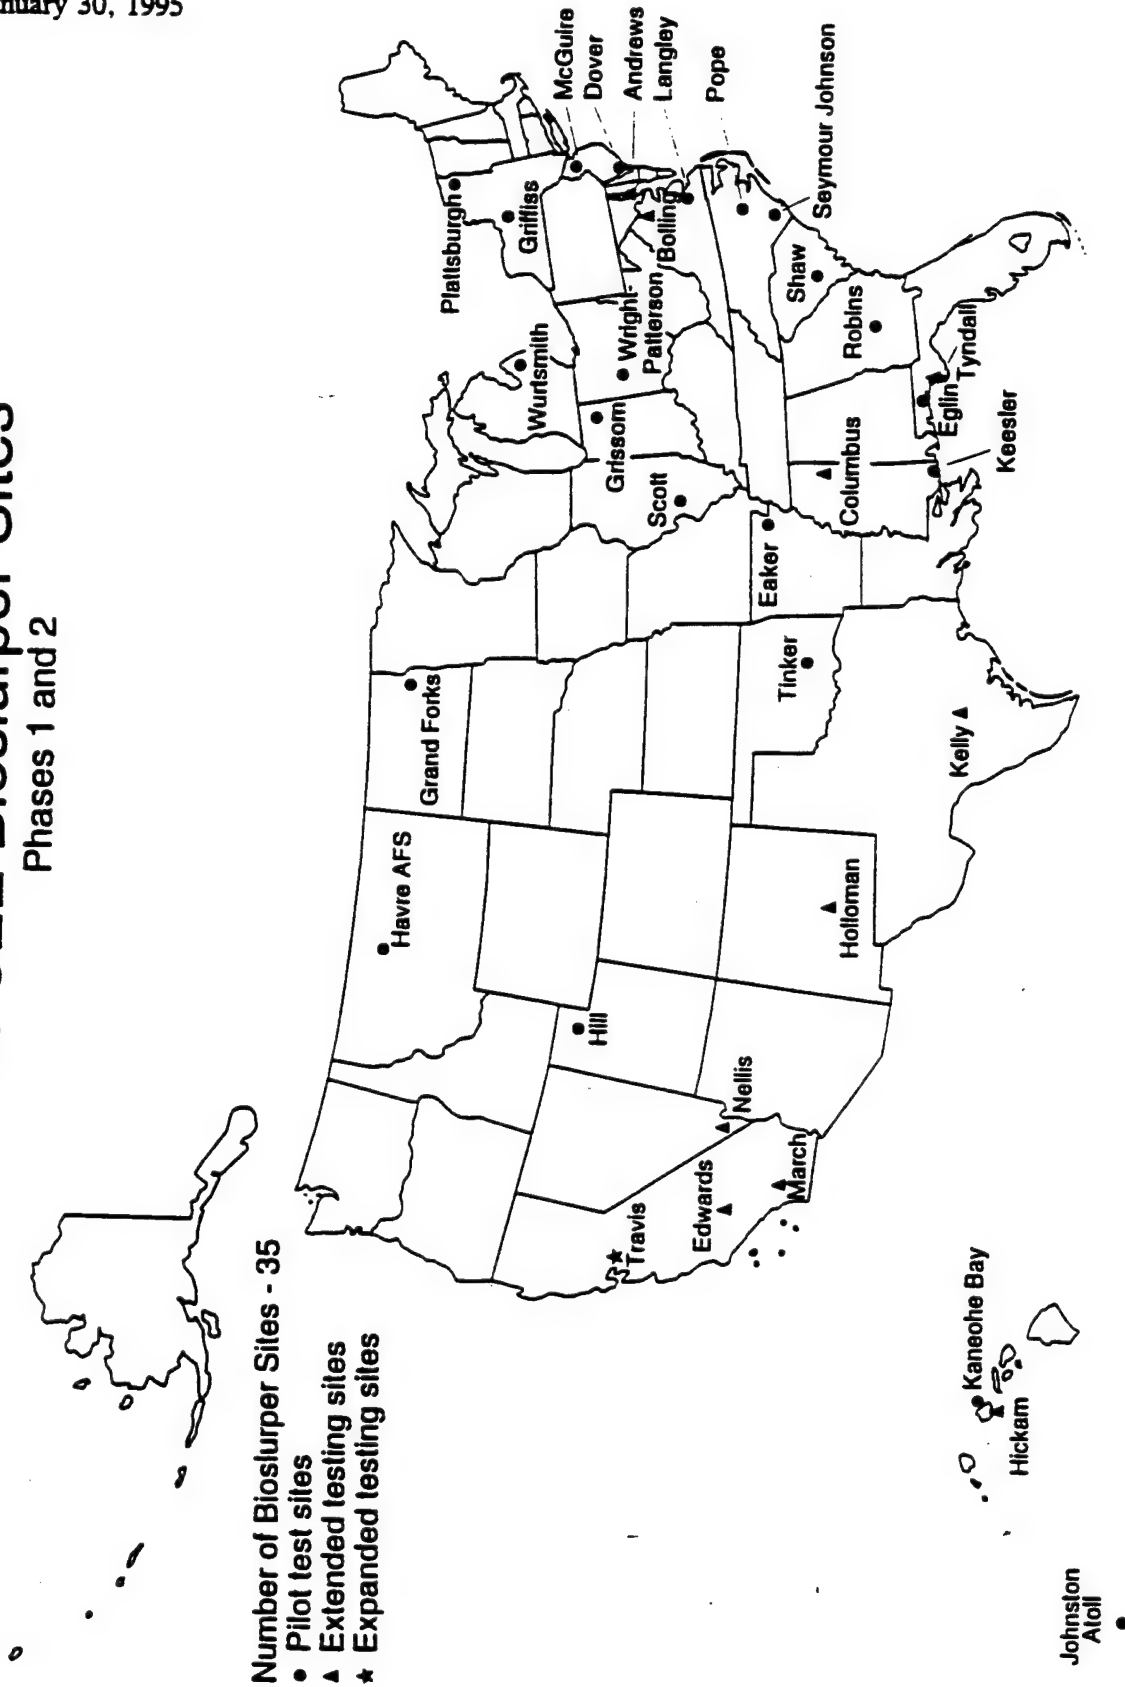 30, 1995
Phases 1 and 2
Number of Bioslurper Sites - 35
● Pilot test sites
▲ Extended testing sites
★ Expanded testing sites
Plattsburgh
Griffiss
McGuire
Dover
Andrews
Langley
Pope
Seymour Johnson
Bolling
Shaw
Robins
Wright-
Patterson
Wurtsmith
Grissom
Scott
Columbus
Eglin
Tyndall
Keesler
Eaker
Tinker
Grand Forks
Kelly
Havre AFS
Holloman
Hill
Nellis
March
Edwards
Travis
Kaneohe Bay
Hickam
Johnston
Atoll